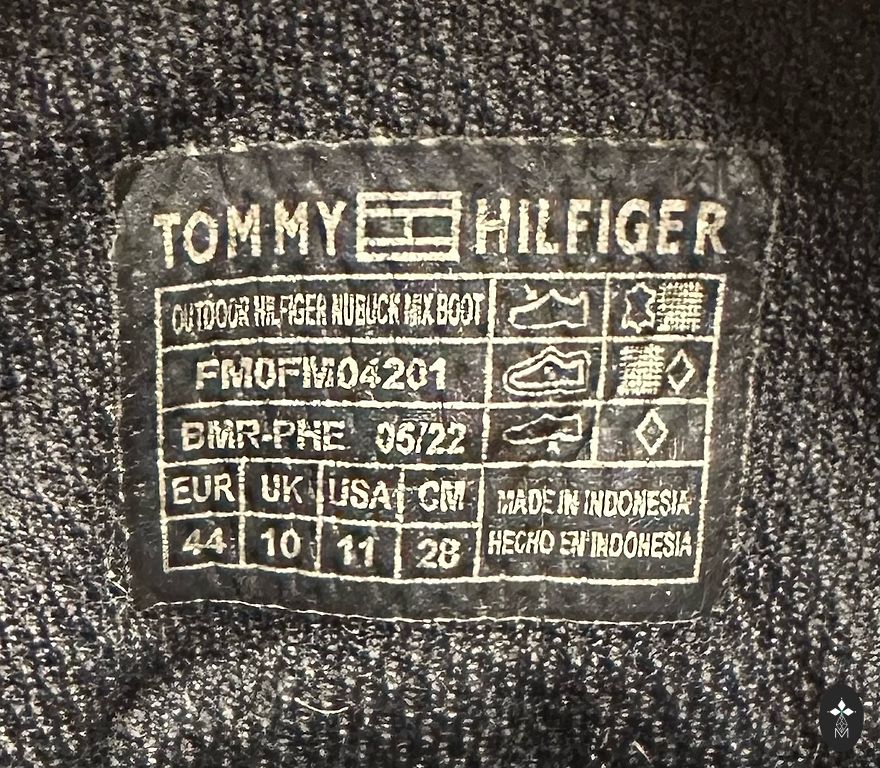 TOMMY HILFIGER
OUTDOOR HILFIGER NUBUCK MIX BOOT
FM0FM04201
BMR-PHE 05/22
EUR UK USA CM
44 10 11 28
MADE IN INDONESIA
HECHO EN INDONESIA
M